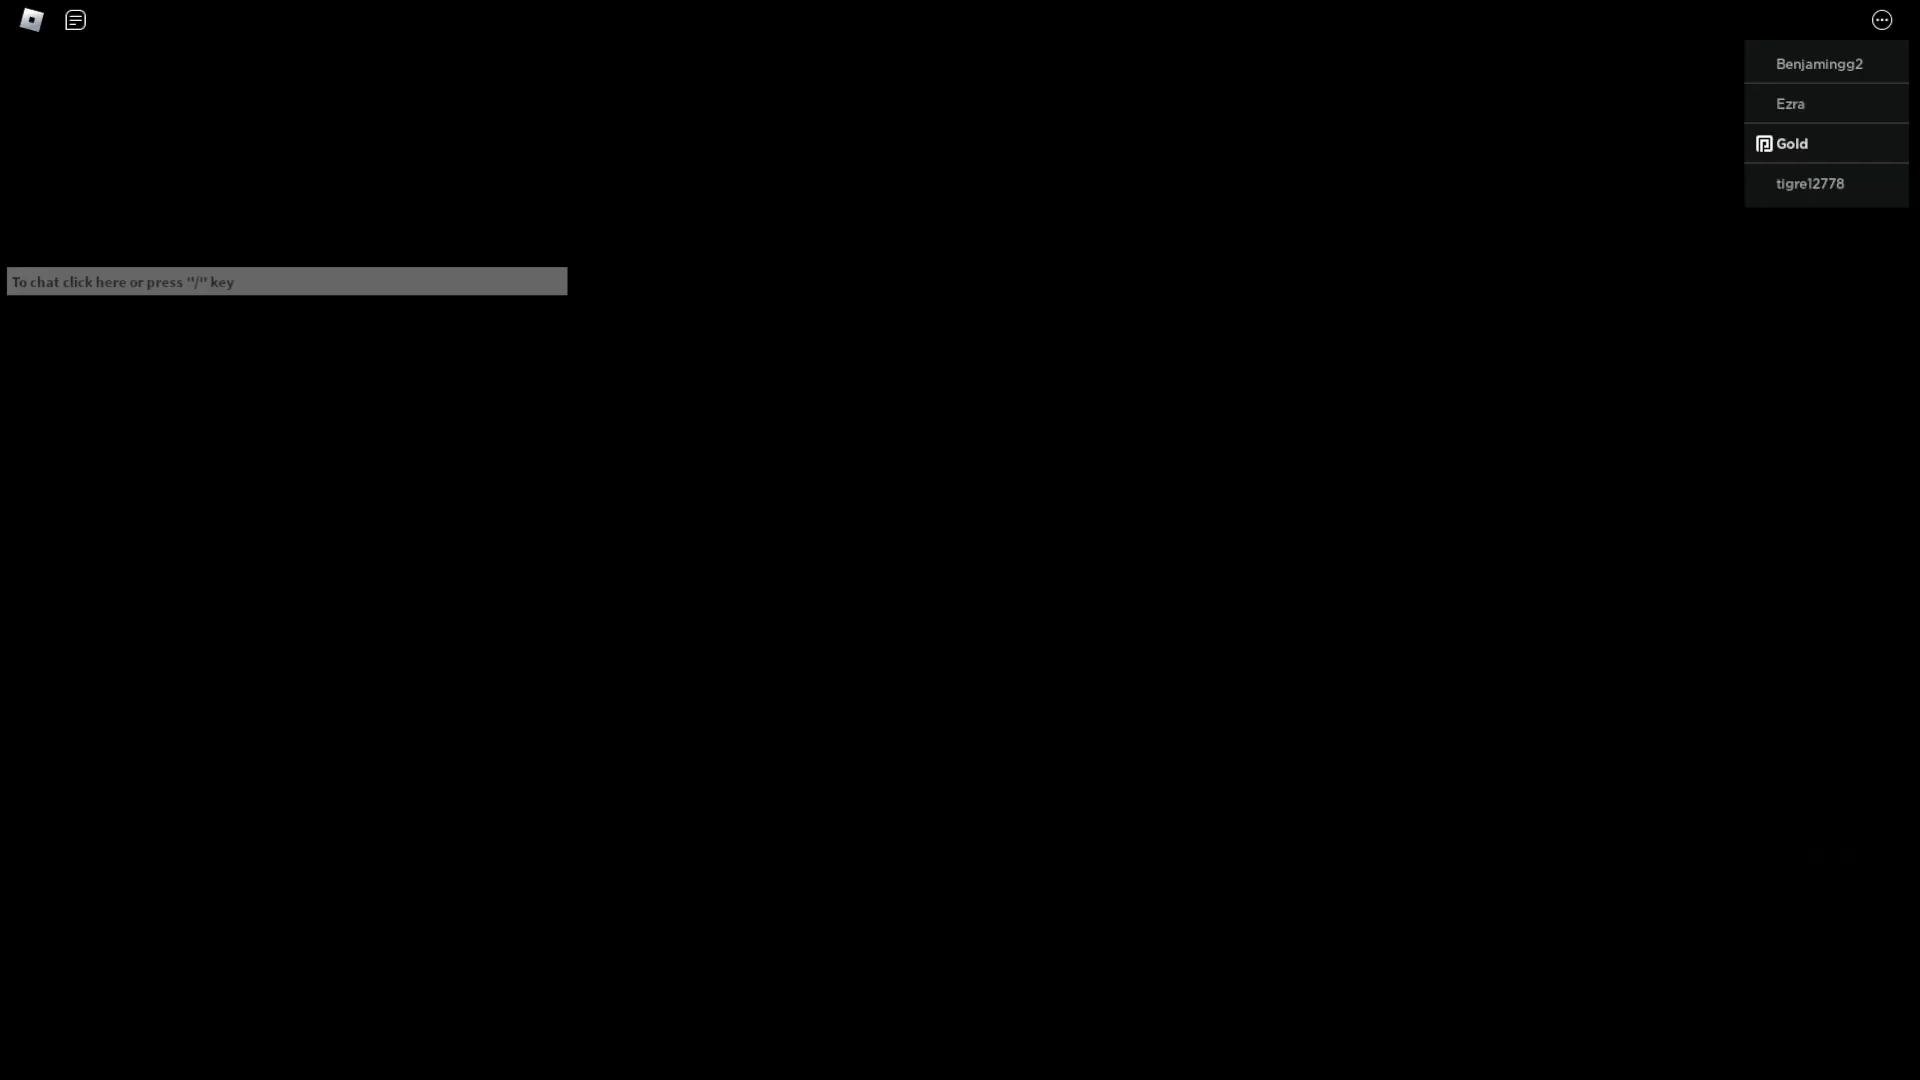 Benjamingg2
Ezra
Gold
tigre12778
To chat click here or press "/" key